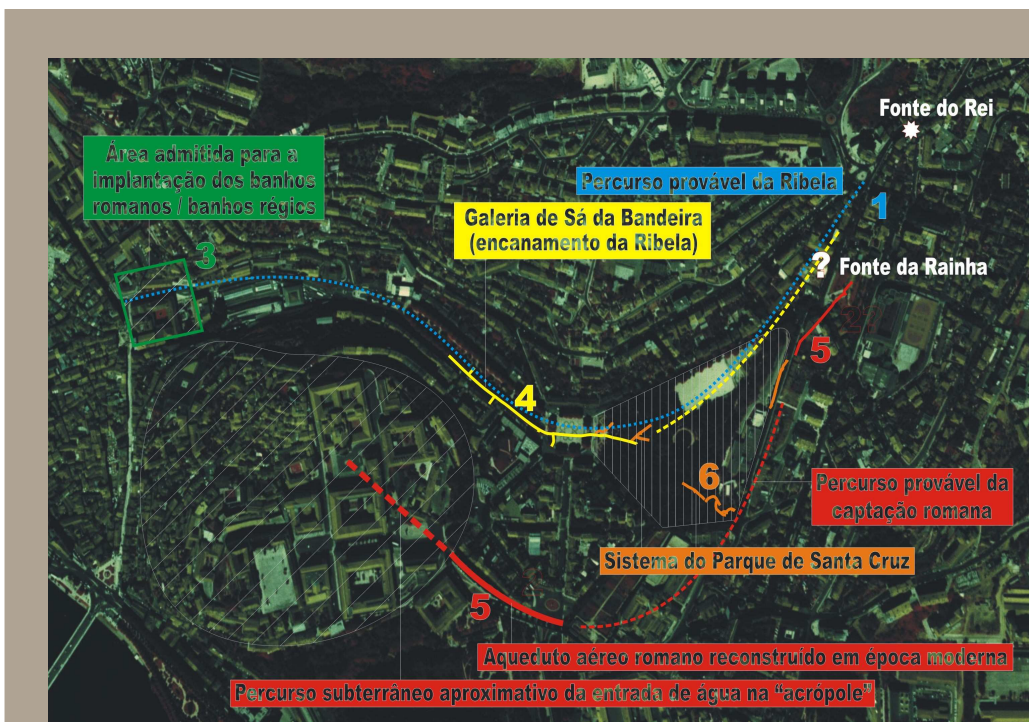 Fonte do Rei
Área admitida para a
implantação dos banhos
romanos / banhos régios
Percurso provável da Ribela
1
Galeria de Sá da Bandeira
(encanamento da Ribela)
3
?
Fonte da Rainha
5
4
6
Percurso provável da
captação romana
Sistema do Parque de Santa Cruz
5
Aqueduto aéreo romano reconstruído em época moderna
Percurso subterrâneo aproximativo da entrada de água na “acrópole”